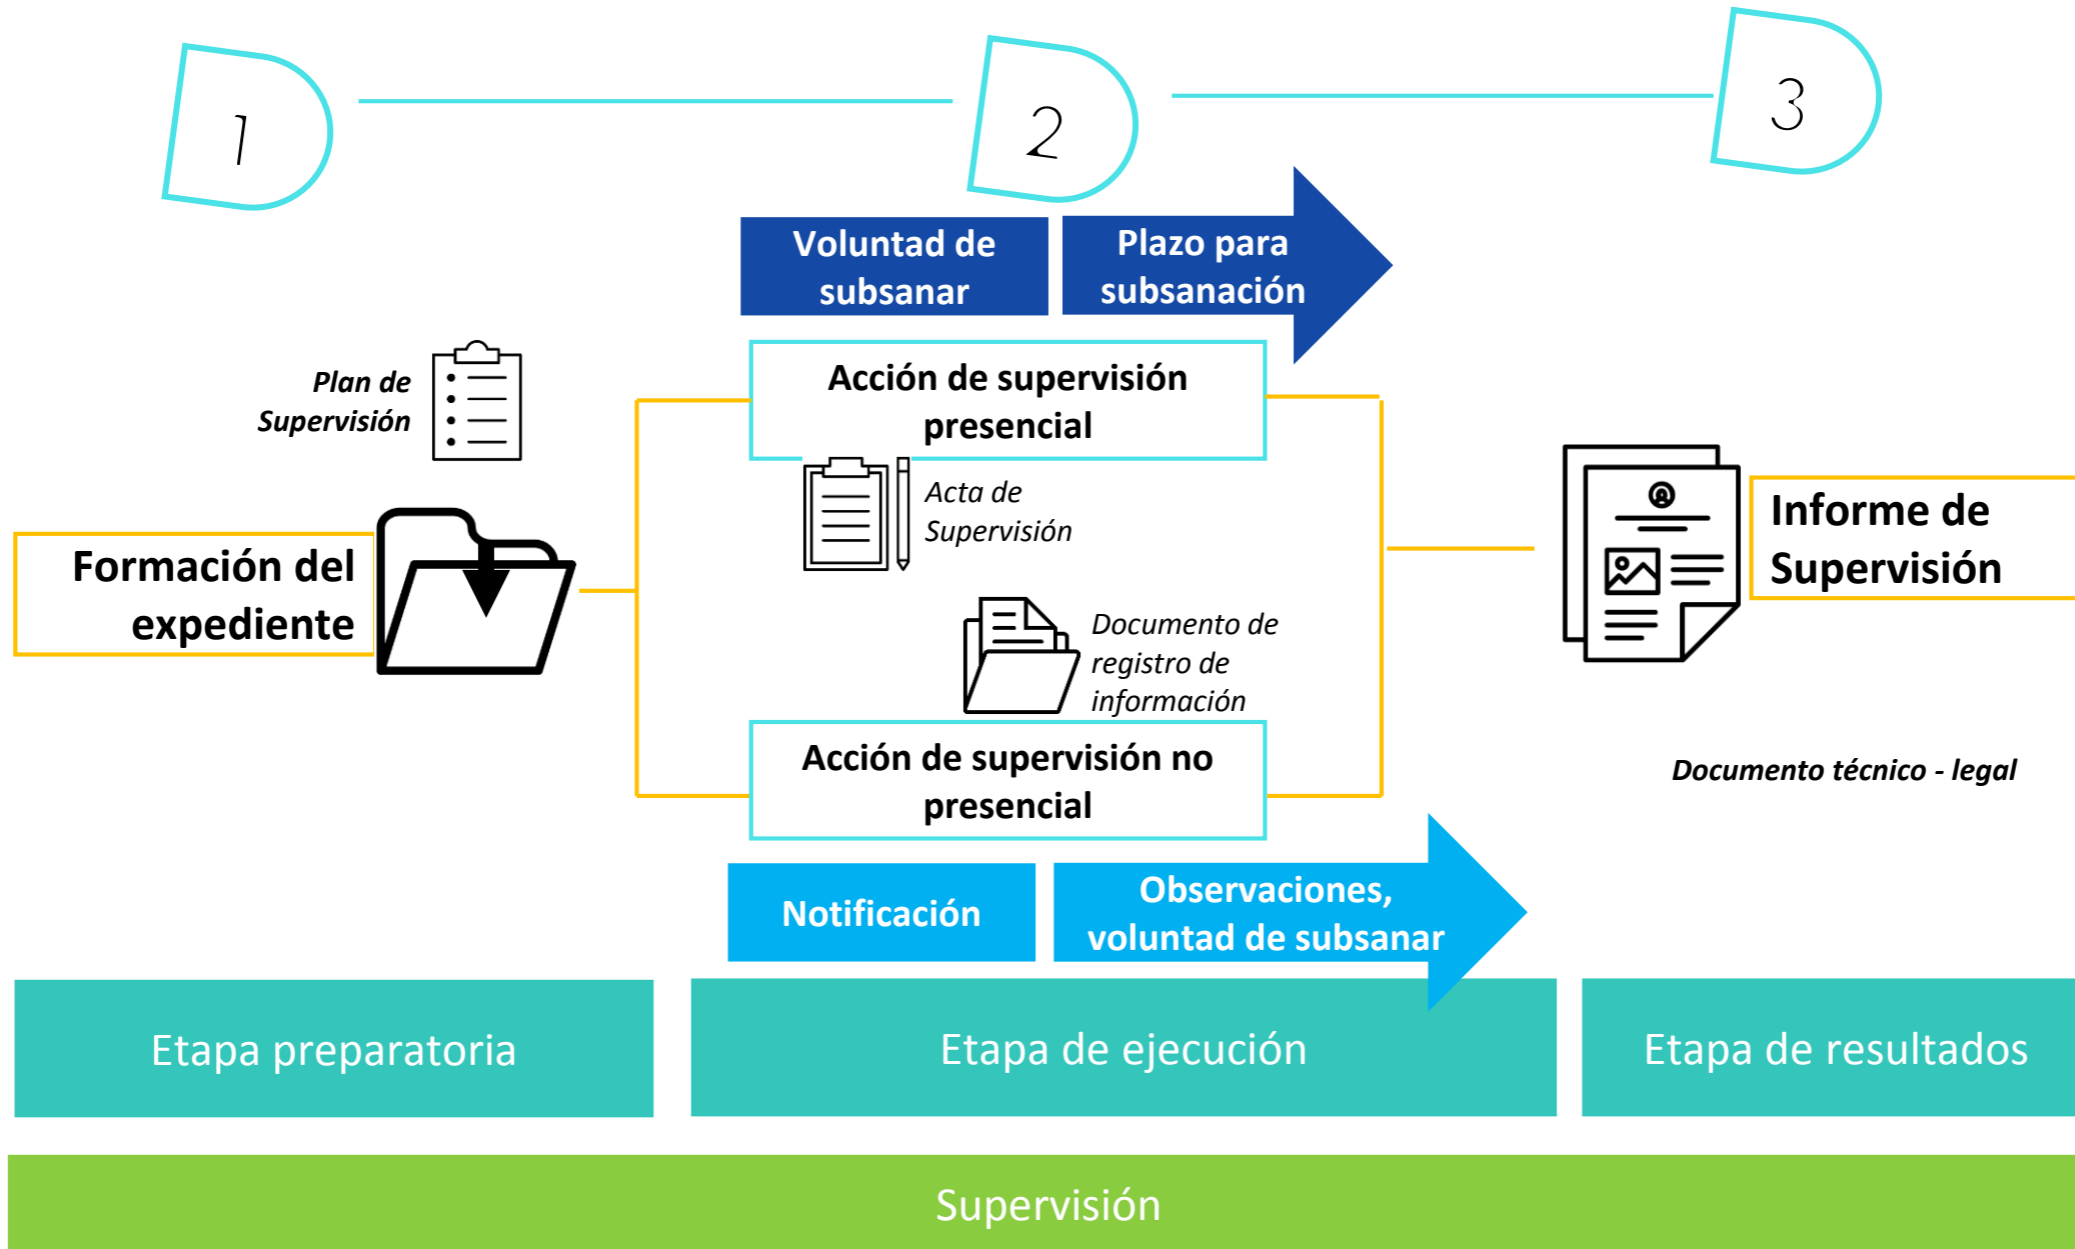 1
2
3
Voluntad de
subsanar
Plazo para
subsanación
Plan de
Supervisión
Acción de supervisión
presencial
Acta de
Supervisión
Formación del
expediente
Informe de
Supervisión
Documento de
registro de
información
Acción de supervisión no
presencial
Documento técnico - legal
Notificación
Observaciones,
voluntad de subsanar
Etapa preparatoria
Etapa de ejecución
Etapa de resultados
Supervisión